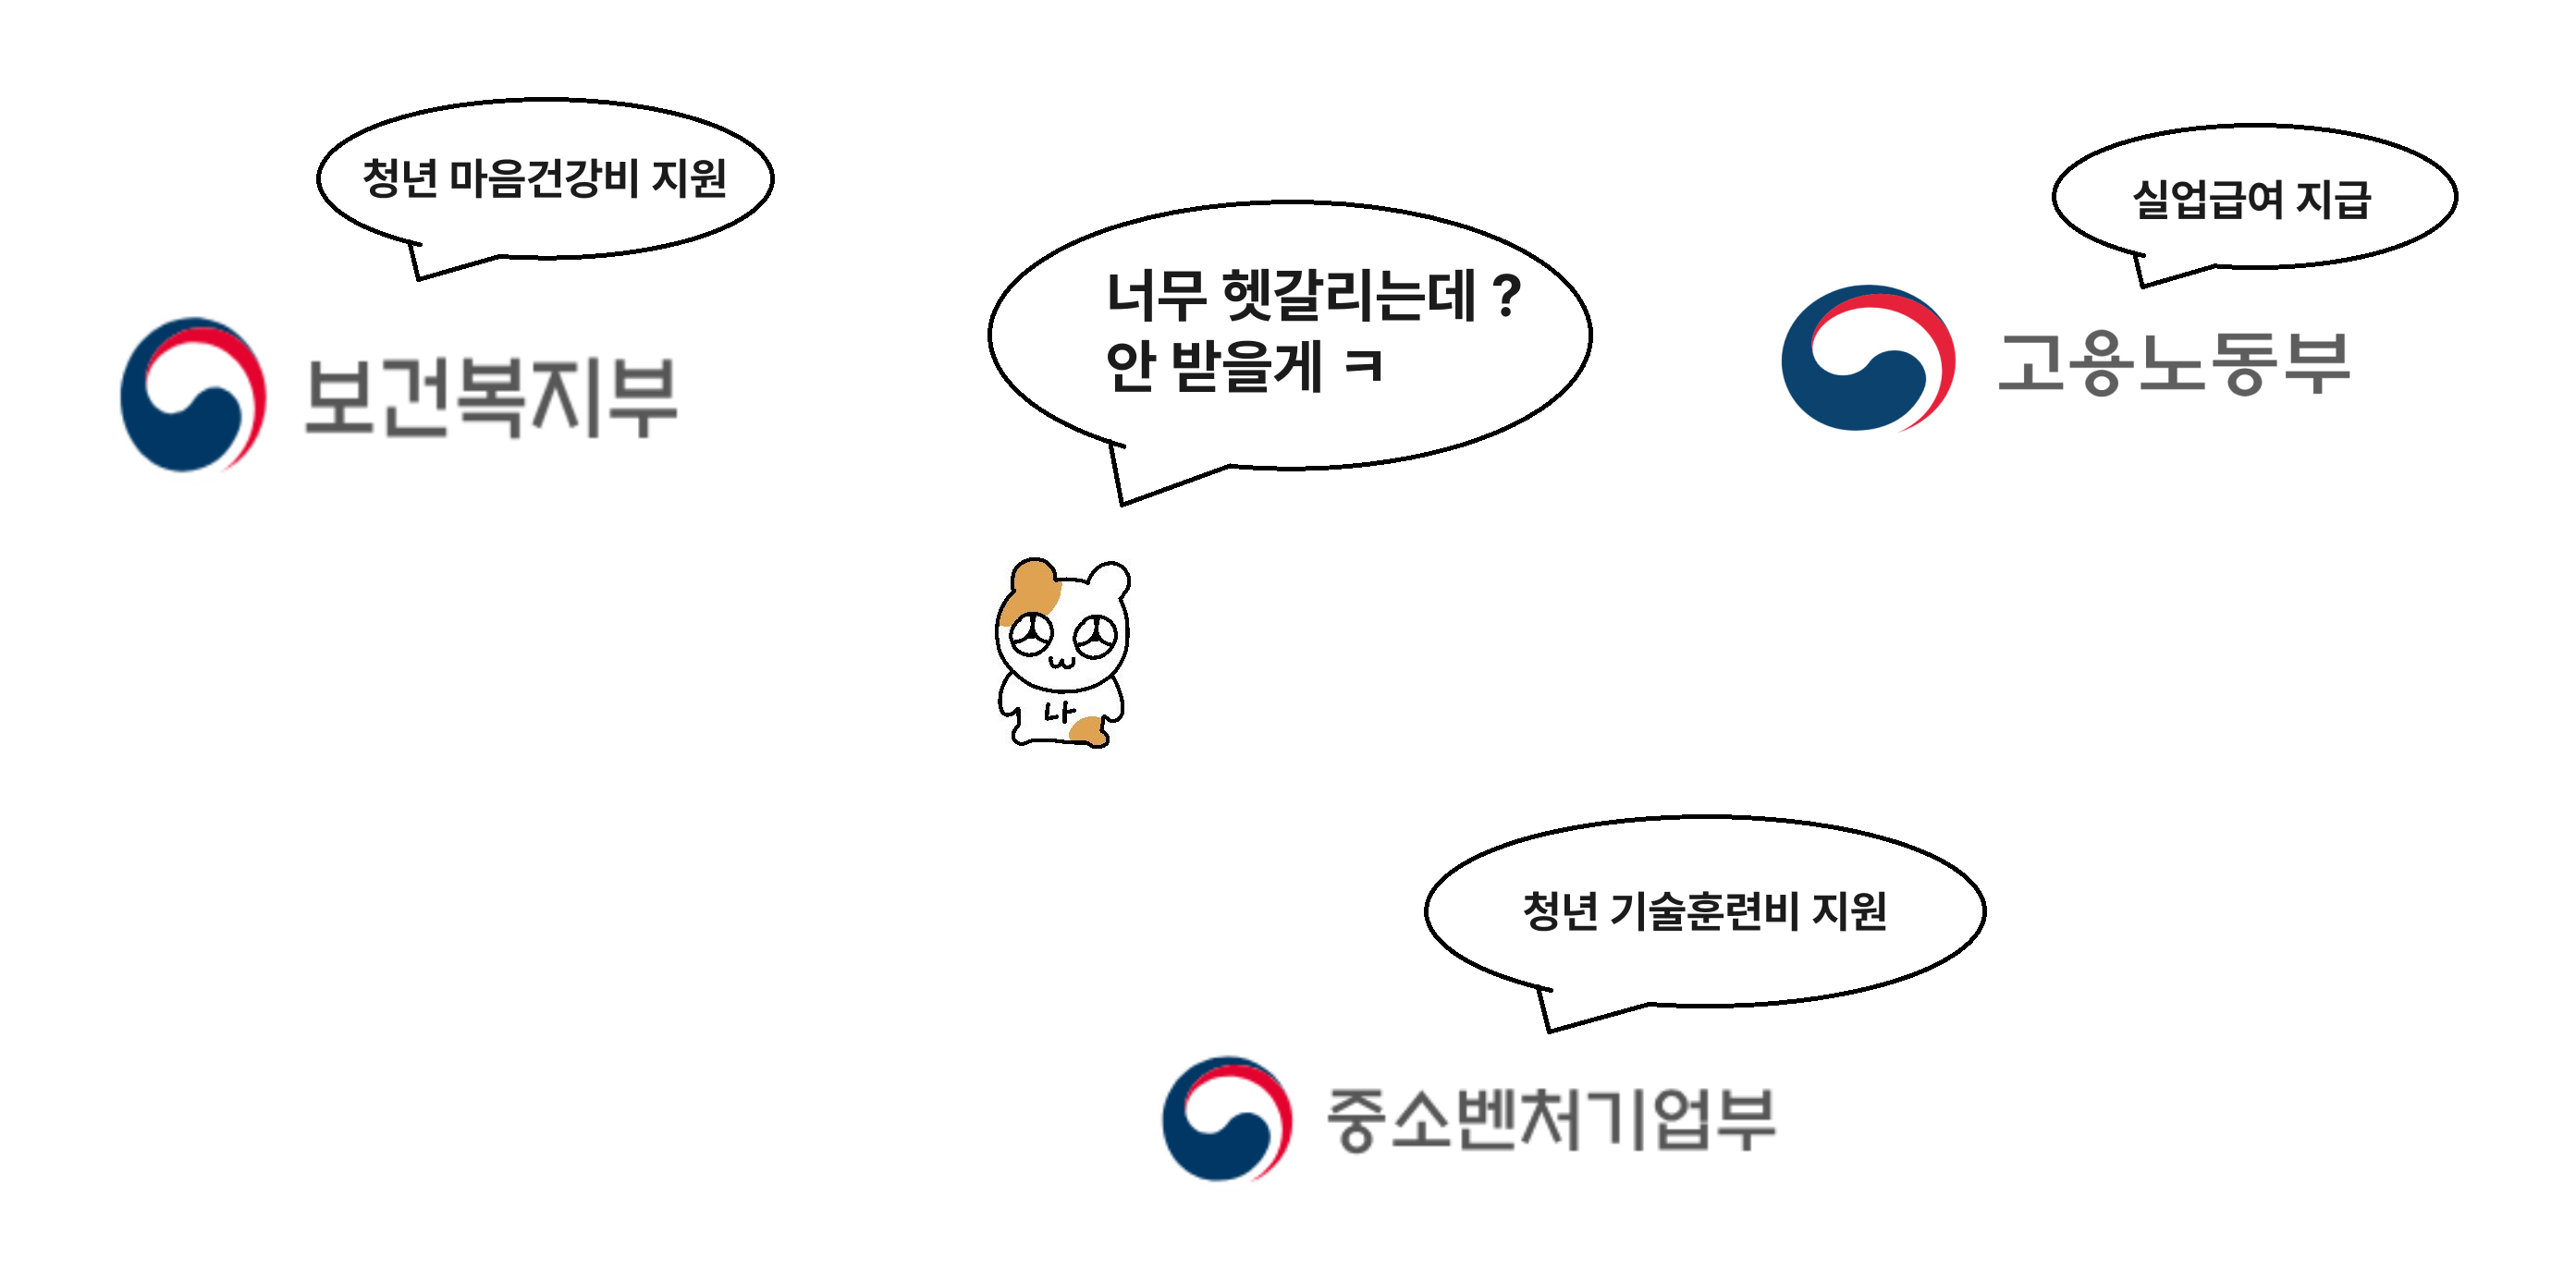 청년 마음건강비 지원
보건복지부
너무 헷갈리는데 ?
안 받을게 ㅋ
나
실업급여 지급
고용노동부
청년 기술훈련비 지원
중소벤처기업부